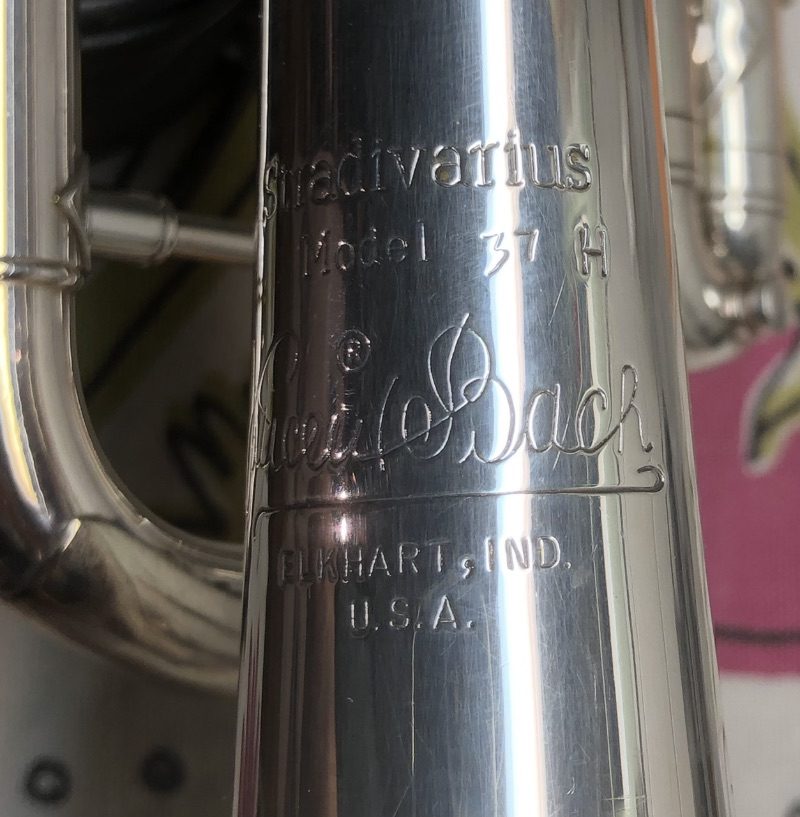 Stradivarius
Model 37 H
®
Vincent Bach
ELKHART, IND.
U.S.A.